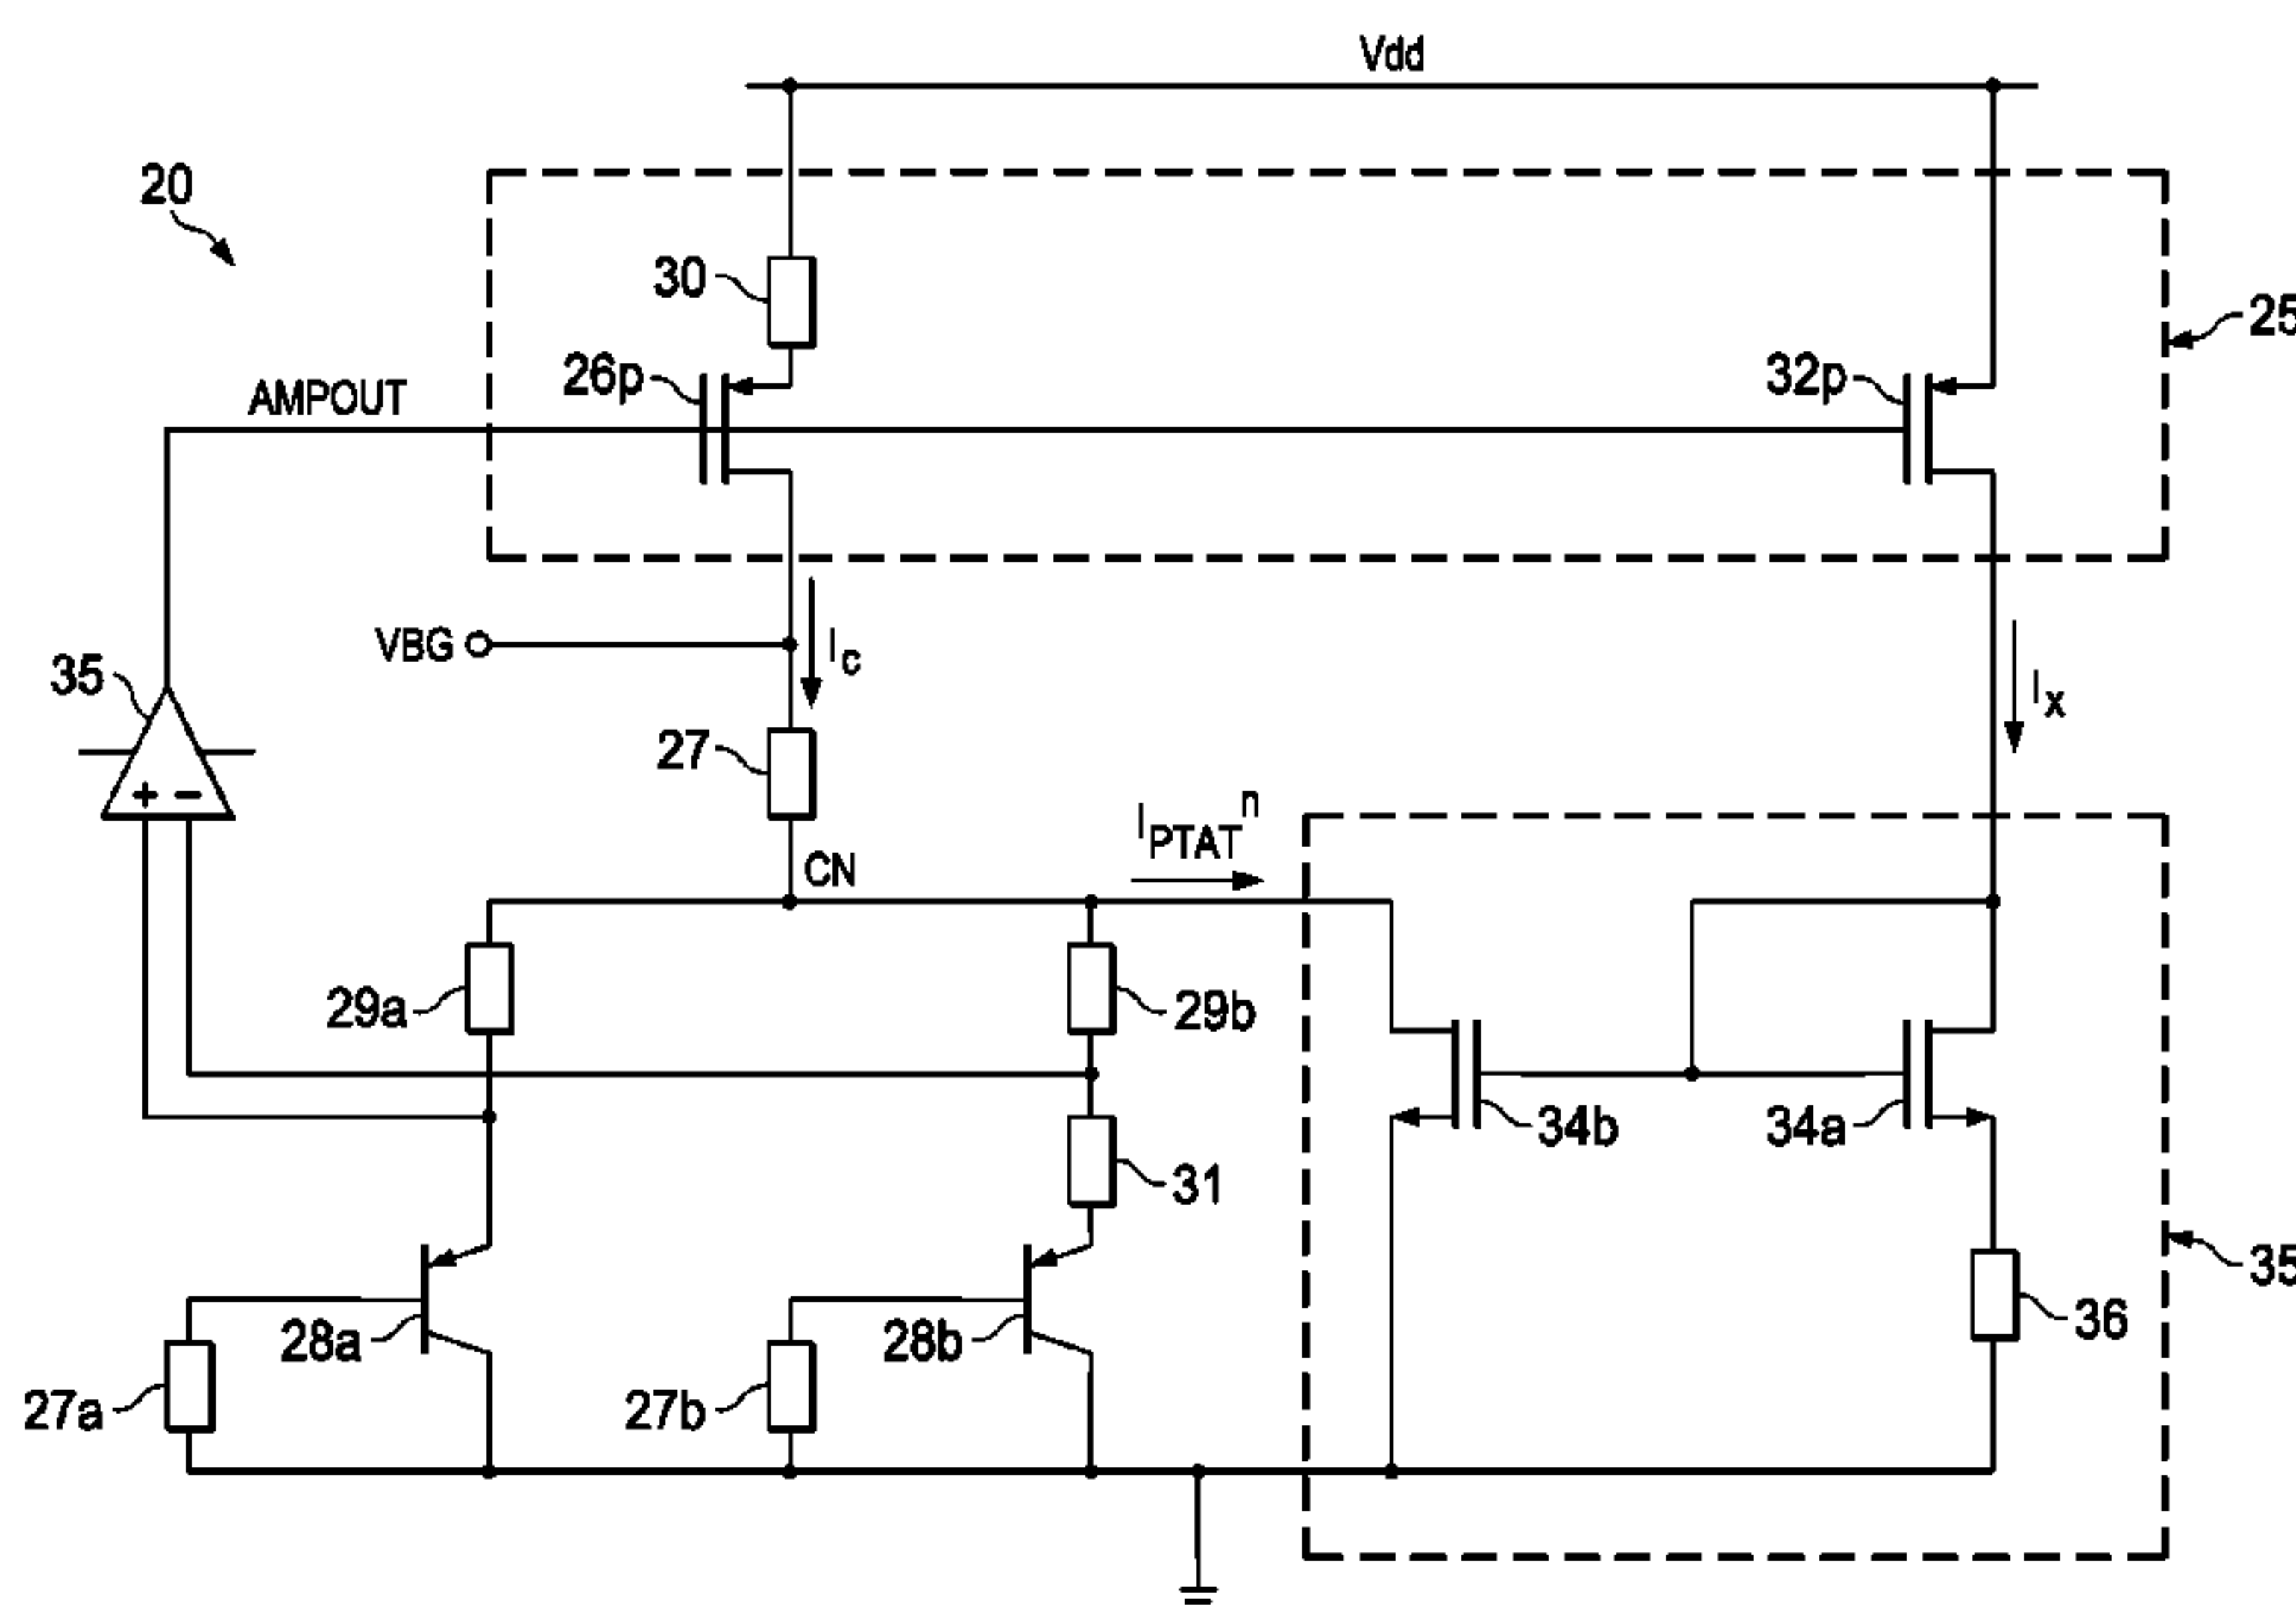 Vdd
20
30
25
26p
32p
AMPOUT
VBG
Ic
35
Ix
27
IPTATn
CN
+ −
29a
29b
34b
34a
31
28a
28b
36
35
27a
27b